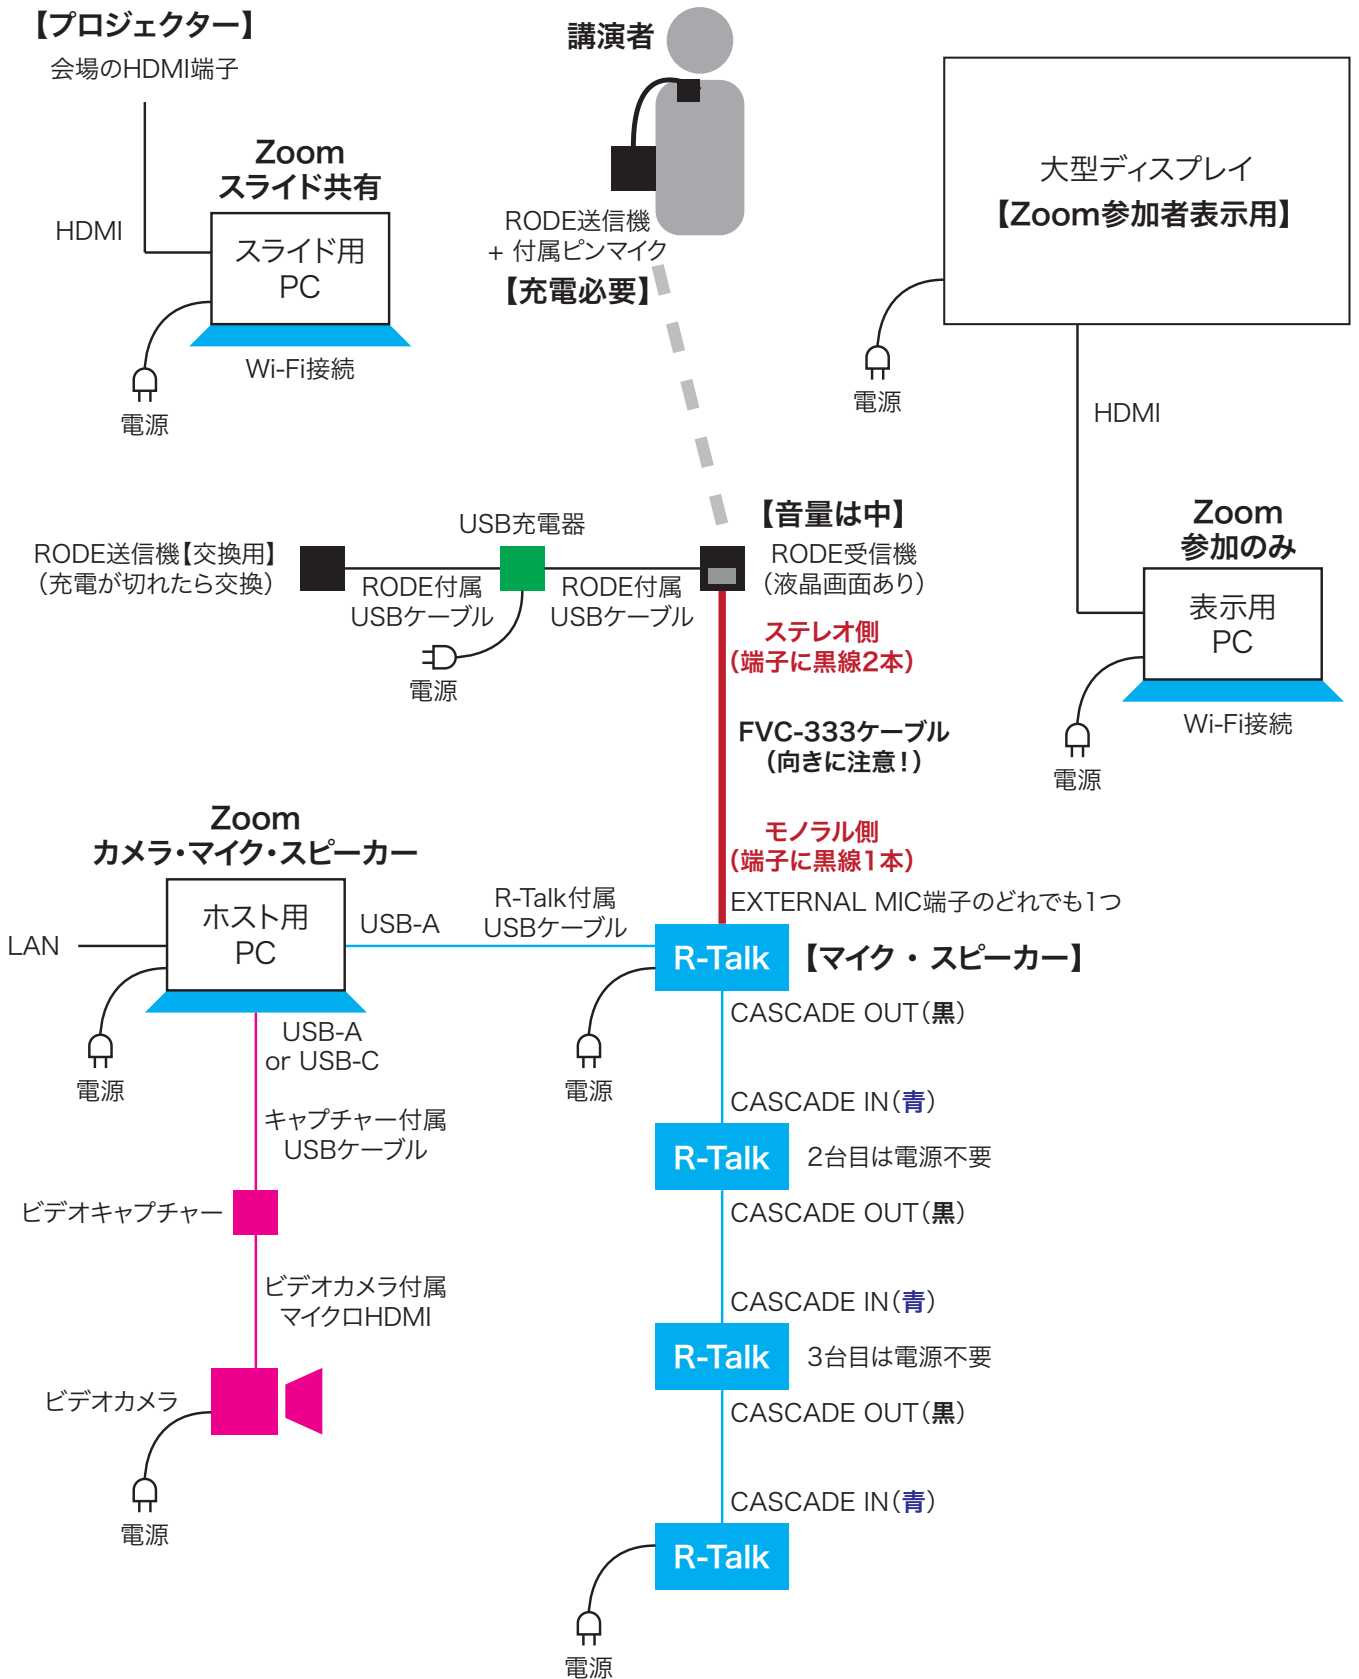 【プロジェクター】
会場のHDMI端子
HDMI
Zoom
スライド共有
スライド用
PC
Wi-Fi接続
電源
講演者
RODE送信機
+ 付属ピンマイク
【充電必要】
大型ディスプレイ
【Zoom参加者表示用】
電源
HDMI
Zoom
参加のみ
表示用
PC
Wi-Fi接続
電源
RODE送信機【交換用】
（充電が切れたら交換）
USB充電器
RODE付属
USBケーブル
RODE付属
USBケーブル
電源
【音量は中】
RODE受信機
（液晶画面あり）
ステレオ側
（端子に黒線2本）
FVC-333ケーブル
（向きに注意！）
モノラル側
（端子に黒線1本）
EXTERNAL MIC端子のどれでも1つ
Zoom
カメラ・マイク・スピーカー
ホスト用
PC
LAN
電源
USB-A
R-Talk付属
USBケーブル
R-Talk
【マイク・スピーカー】
電源
USB-A
or USB-C
キャプチャー付属
USBケーブル
ビデオキャプチャー
ビデオカメラ付属
マイクロHDMI
ビデオカメラ
電源
CASCADE OUT（黒）
CASCADE IN（青）
R-Talk
2台目は電源不要
CASCADE OUT（黒）
CASCADE IN（青）
R-Talk
3台目は電源不要
CASCADE OUT（黒）
CASCADE IN（青）
R-Talk
電源